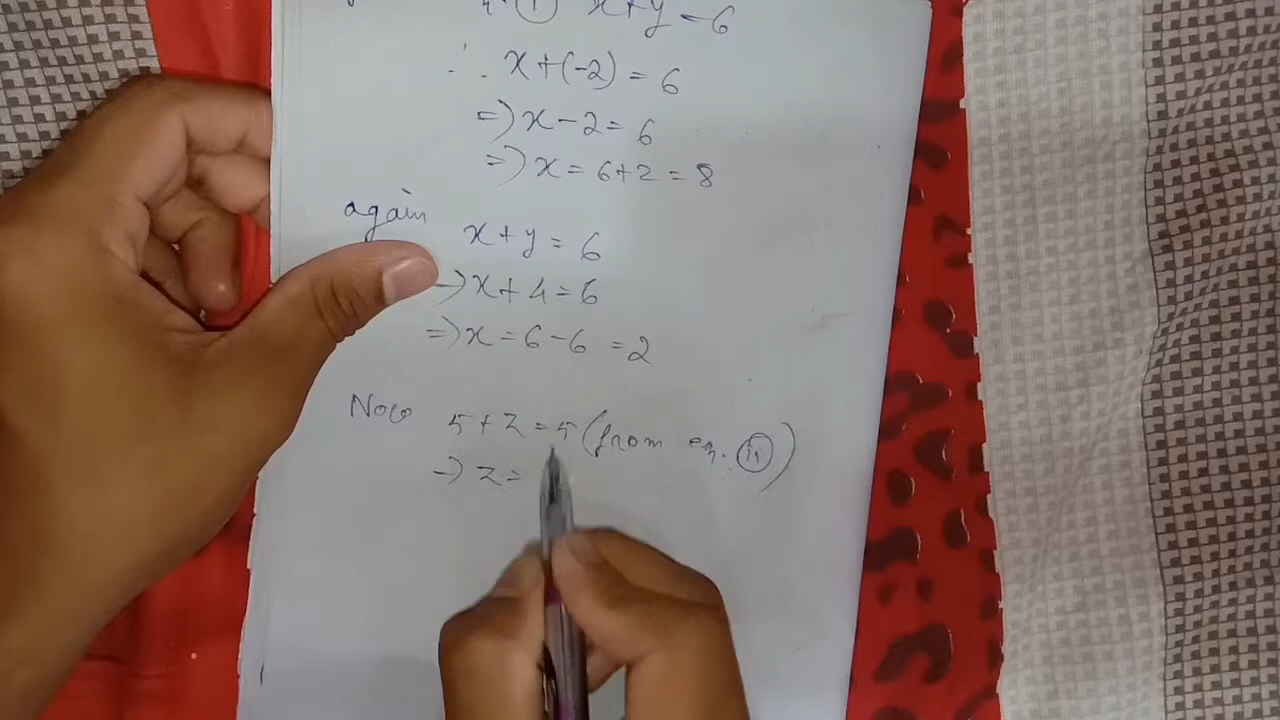 x+y=6
∴ x+(-2) = 6
=> x-2=6
=> x=6+2=8
again
x+y=6
=> x+4=6
=> x=6-6=2
Now 5+z=5 (from en. (ii))
=> z=